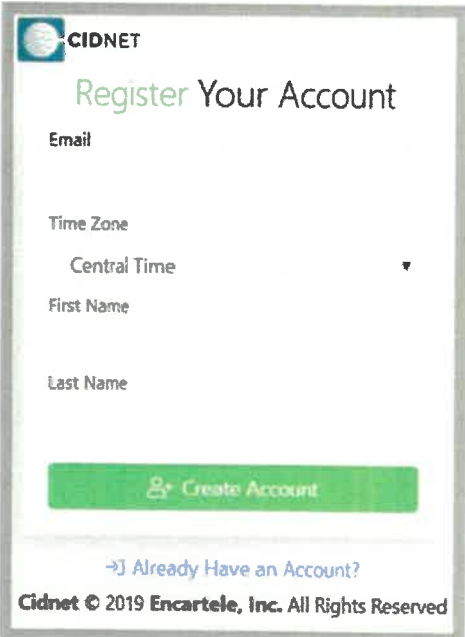 CIDNET
Register Your Account
Email
Time Zone
Central Time
First Name
Last Name
Create Account
Already Have an Account?
Cidnet © 2019 Encartele, Inc. All Rights Reserved